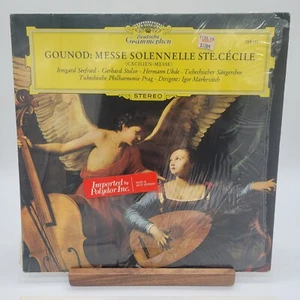 Deutsche
Grammophon
GOUNOD: MESSE SOLENNELLE STE. CÉCILE
(CÄCILIEN-MESSE)
Irmgard Seefried · Gerhard Stolze · Hermann Uhde · Tschechischer Sängerchor
Tschechische Philharmonie Prag · Dirigent: Igor Markevitch
STEREO
Imported by
Polydor Inc.